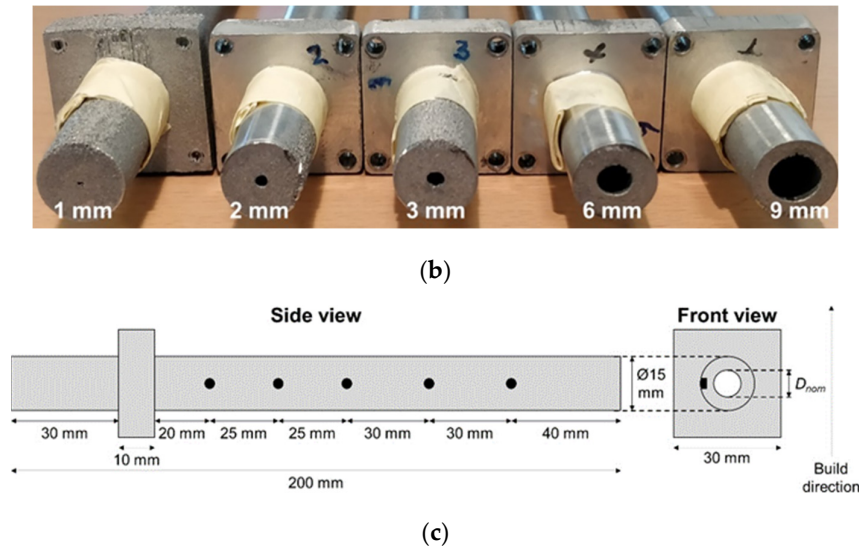 2
3
1 mm
2 mm
3 mm
6 mm
9 mm
(b)
Side view
Front view
Ø15
mm
Dnom
30 mm
20 mm
25 mm
25 mm
30 mm
30 mm
40 mm
10 mm
30 mm
200 mm
Build
direction
(c)